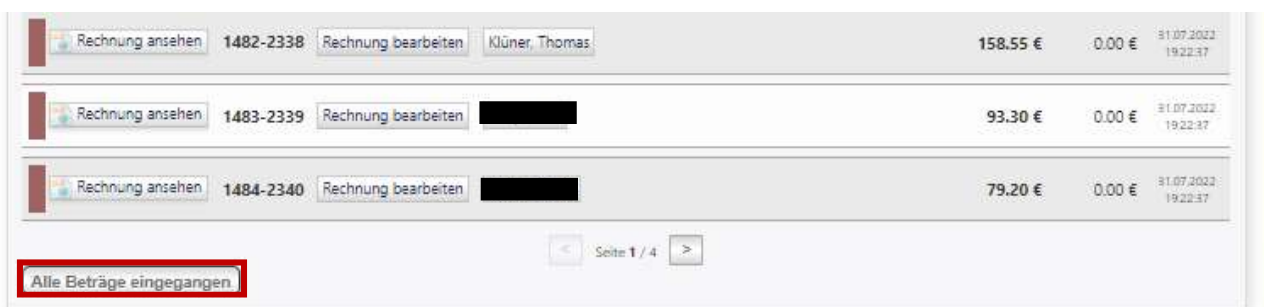 Rechnung ansehen 1482-2338 Rechnung bearbeiten Klüner, Thomas 158.55 € 0.00 € 31.07.2022 19:22:37
Rechnung ansehen 1483-2339 Rechnung bearbeiten 93.30 € 0.00 € 31.07.2022 19:22:37
Rechnung ansehen 1484-2340 Rechnung bearbeiten 79.20 € 0.00 € 31.07.2022 19:22:37
< Seite 1 / 4 >
Alle Beträge eingegangen